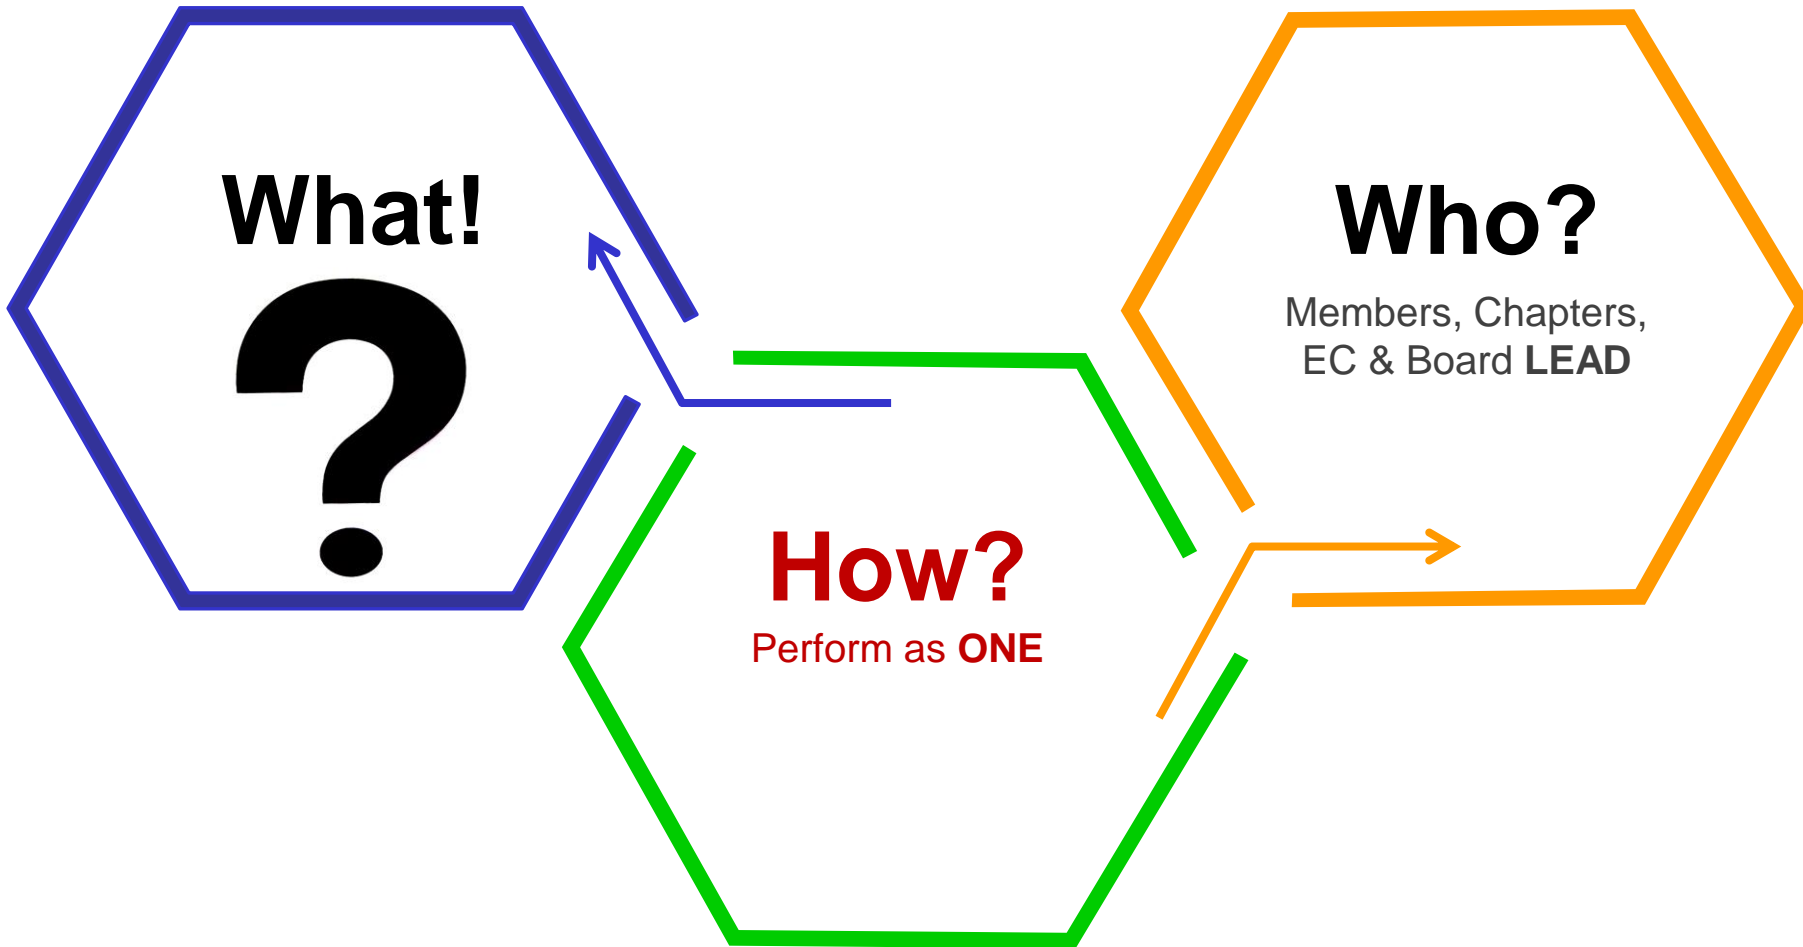 What!
?
How?
Perform as ONE
Who?
Members, Chapters,
EC & Board LEAD